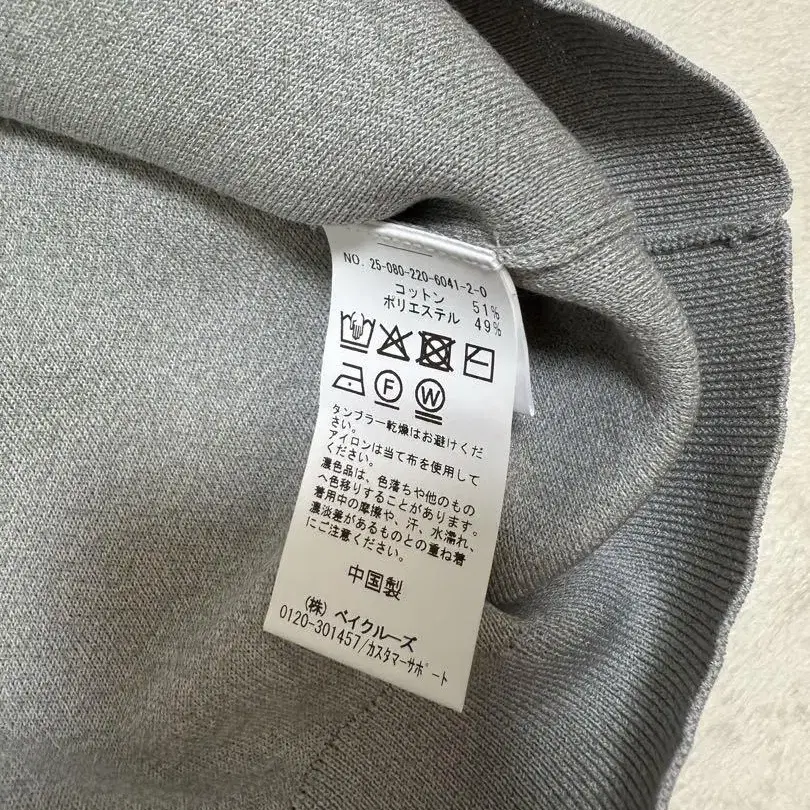 NO. 25-080-220-6041-2-0
コットン 51%
ポリエステル 49%
F W
タンブラー乾燥はお避けくだ
さい。
アイロンは当て布を使用して
ください。
濃色品は、色落ちや他のもの
へ色移りすることがあります。
着用中の摩擦や、汗、水濡れ、
濃淡差があるものとの重ね着
にご注意ください。
中国製
(株) ベイクルーズ
0120-301457/カスタマーサポート